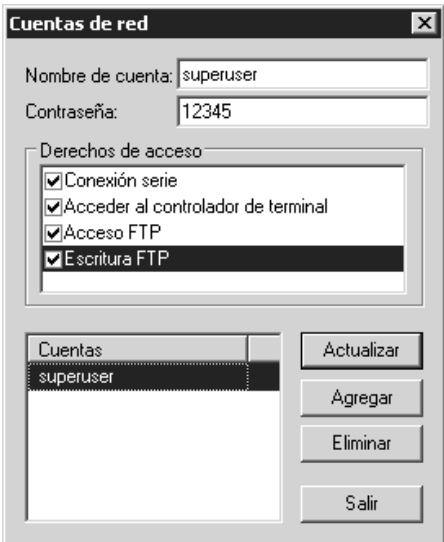 Cuentas de red
Nombre de cuenta: superuser
Contraseña: 12345
Derechos de acceso
Conexión serie
Acceder al controlador de terminal
Acceso FTP
Escritura FTP
Cuentas
superuser
Actualizar
Agregar
Eliminar
Salir